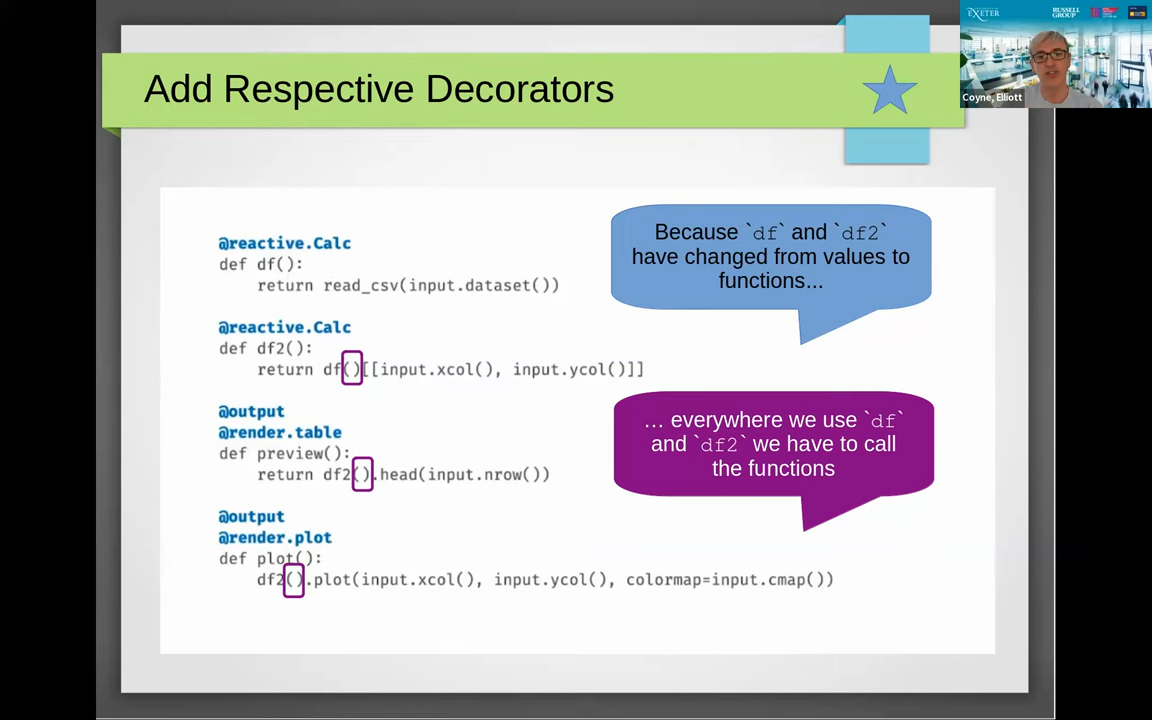 EXETER
RUSSELL
GROUP
Coyne, Elliott
Add Respective Decorators
@reactive.Calc
def df():
return read_csv(input.dataset())
@reactive.Calc
def df2():
return df()[[input.xcol(), input.ycol()]]
@output
@render.table
def preview():
return df2().head(input.nrow())
@output
@render.plot
def plot():
df2().plot(input.xcol(), input.ycol(), colormap=input.cmap())
Because `df` and `df2`
have changed from values to
functions...
... everywhere we use `df`
and `df2` we have to call
the functions